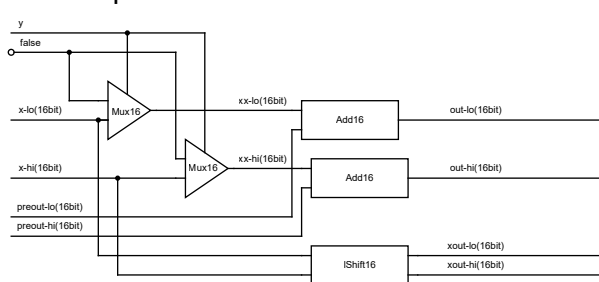 y
false
xx-lo(16bit)
x-lo(16bit)
Mux16
Add16
out-lo(16bit)
x-hi(16bit)
Mux16
xx-hi(16bit)
Add16
out-hi(16bit)
preout-lo(16bit)
preout-hi(16bit)
lShift16
xout-lo(16bit)
xout-hi(16bit)